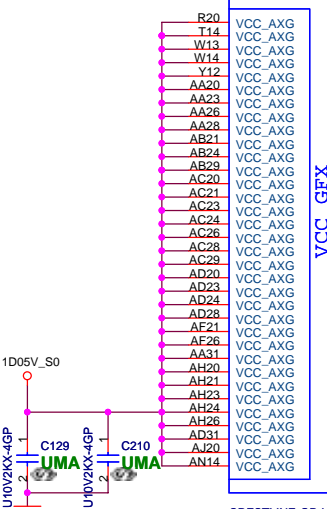 R20 VCC_AXG
T14 VCC_AXG
W13 VCC_AXG
W14 VCC_AXG
Y12 VCC_AXG
AA20 VCC_AXG
AA23 VCC_AXG
AA26 VCC_AXG
AA28 VCC_AXG
AB21 VCC_AXG
AB24 VCC_AXG
AB29 VCC_AXG
AC20 VCC_AXG
AC21 VCC_AXG
AC23 VCC_AXG
AC24 VCC_AXG
AC26 VCC_AXG
AC28 VCC_AXG
AC29 VCC_AXG
AD20 VCC_AXG
AD23 VCC_AXG
AD24 VCC_AXG
AD28 VCC_AXG
AF21 VCC_AXG
AF26 VCC_AXG
AA31 VCC_AXG
AH20 VCC_AXG
AH21 VCC_AXG
AH23 VCC_AXG
AH24 VCC_AXG
AH26 VCC_AXG
AD31 VCC_AXG
AJ20 VCC_AXG
AN14 VCC_AXG
VCC GFX
1D05V_S0
U10V2KX-4GP
1
2
C129
UMA
U10V2KX-4GP
1
2
C210
UMA